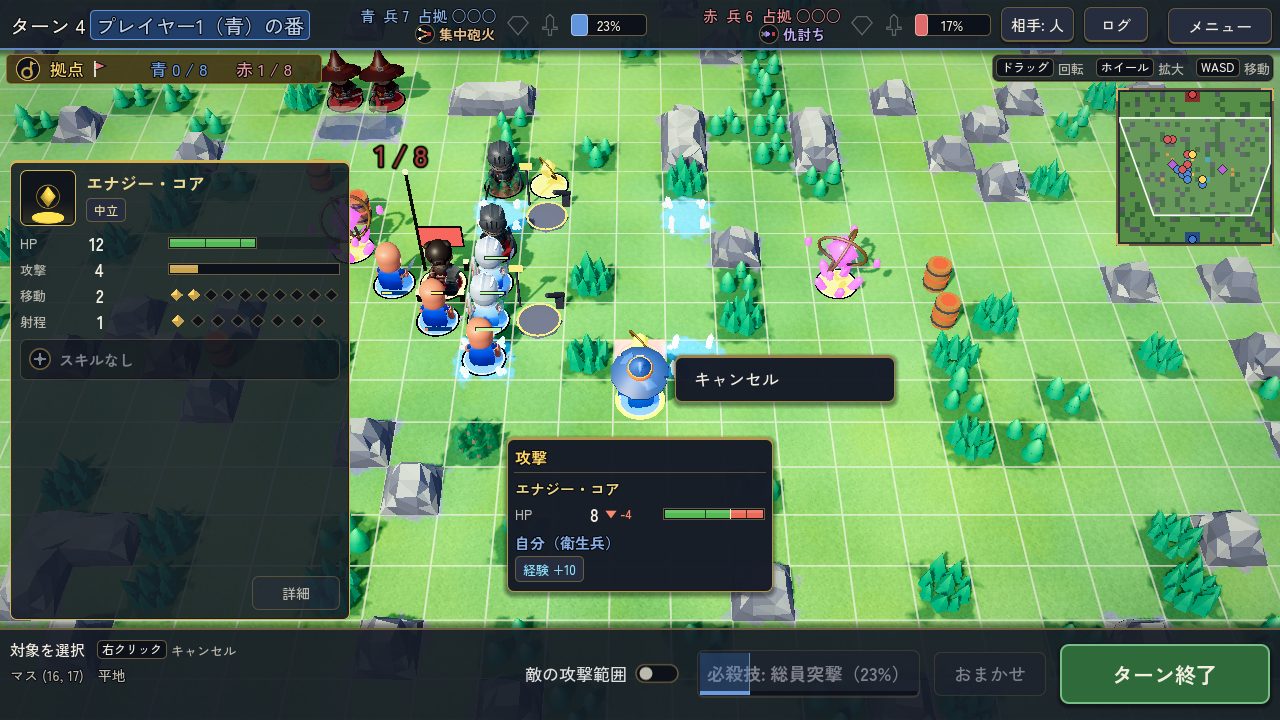 ターン 4 プレイヤー1（青）の番
青 兵 7 占拠 〇〇〇
集中砲火
23%
赤 兵 6 占拠 〇〇〇
仇討ち
17%
相手: 人
ログ
メニュー
拠点 青 0 / 8 赤 1 / 8
ドラッグ 回転 ホイール 拡大 WASD 移動
1 / 8
エナジー・コア
中立
HP 12
攻撃 4
移動 2
射程 1
スキルなし
詳細
キャンセル
攻撃
エナジー・コア
HP 8 ▼ -4
自分（衛生兵）
経験 +10
対象を選択 右クリック キャンセル
マス (16, 17) 平地
敵の攻撃範囲
必殺技: 総員突撃（23%）
おまかせ
ターン終了